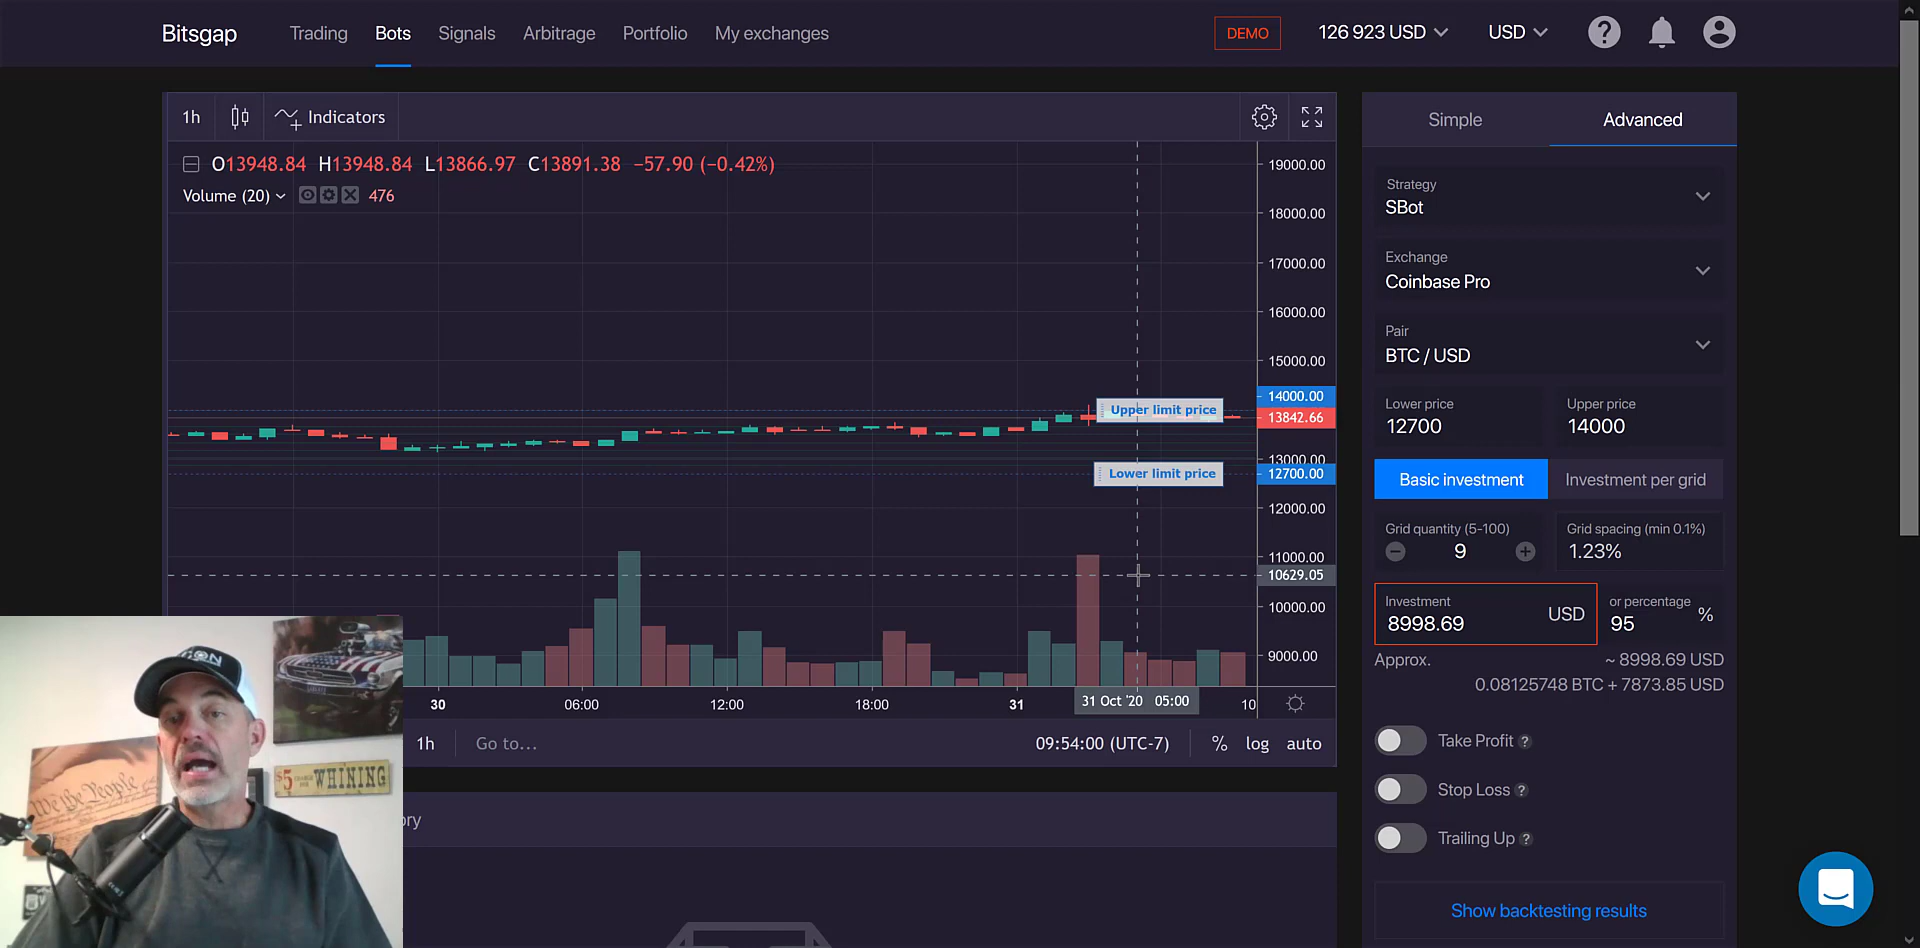 Bitsgap Trading Bots Signals Arbitrage Portfolio My exchanges DEMO 126 923 USD USD ?
1h Indicators
O13948.84 H13948.84 L13866.97 C13891.38 −57.90 (−0.42%)
Volume (20) 476
19000.00
18000.00
17000.00
16000.00
15000.00
14000.00
Upper limit price
13842.66
13000.00
Lower limit price 12700.00
12000.00
11000.00
10629.05
10000.00
9000.00
30 06:00 12:00 18:00 31 31 Oct '20 05:00 10
1h Go to... 09:54:00 (UTC-7) % log auto
ory
Simple Advanced
Strategy
SBot
Exchange
Coinbase Pro
Pair
BTC / USD
Lower price Upper price
12700 14000
Basic investment Investment per grid
Grid quantity (5-100) Grid spacing (min 0.1%)
9 1.23%
Investment or percentage
8998.69 USD 95 %
Approx. ~ 8998.69 USD
0.08125748 BTC + 7873.85 USD
Take Profit ?
Stop Loss ?
Trailing Up ?
Show backtesting results
We the People
$5 WHINING